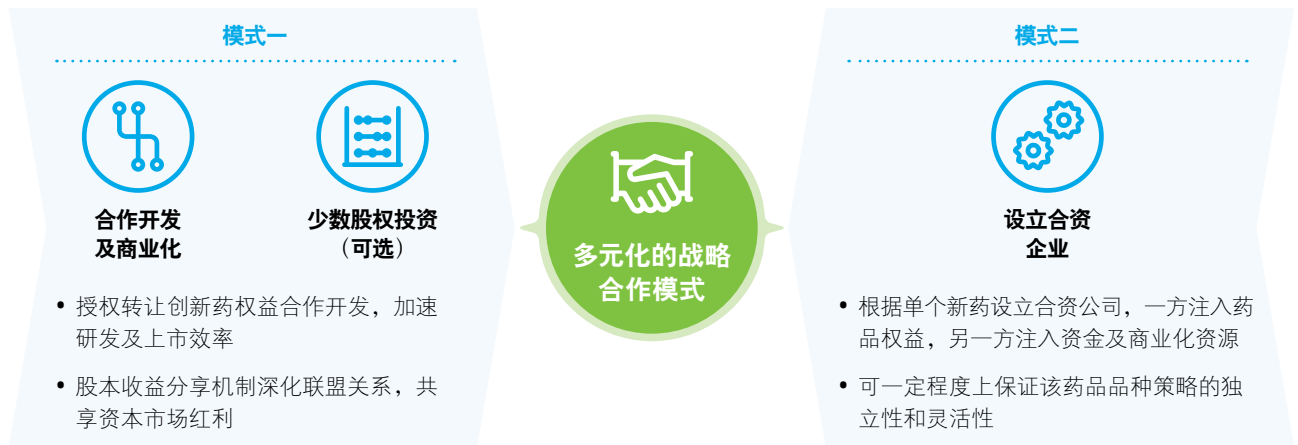 模式一
合作开发
及商业化
少数股权投资
（可选）
• 授权转让创新药权益合作开发，加速
研发及上市效率
• 股本收益分享机制深化联盟关系，共
享资本市场红利
多元化的战略
合作模式
模式二
设立合资
企业
• 根据单个新药设立合资公司，一方注入药
品权益，另一方注入资金及商业化资源
• 可一定程度上保证该药品品种策略的独
立性和灵活性